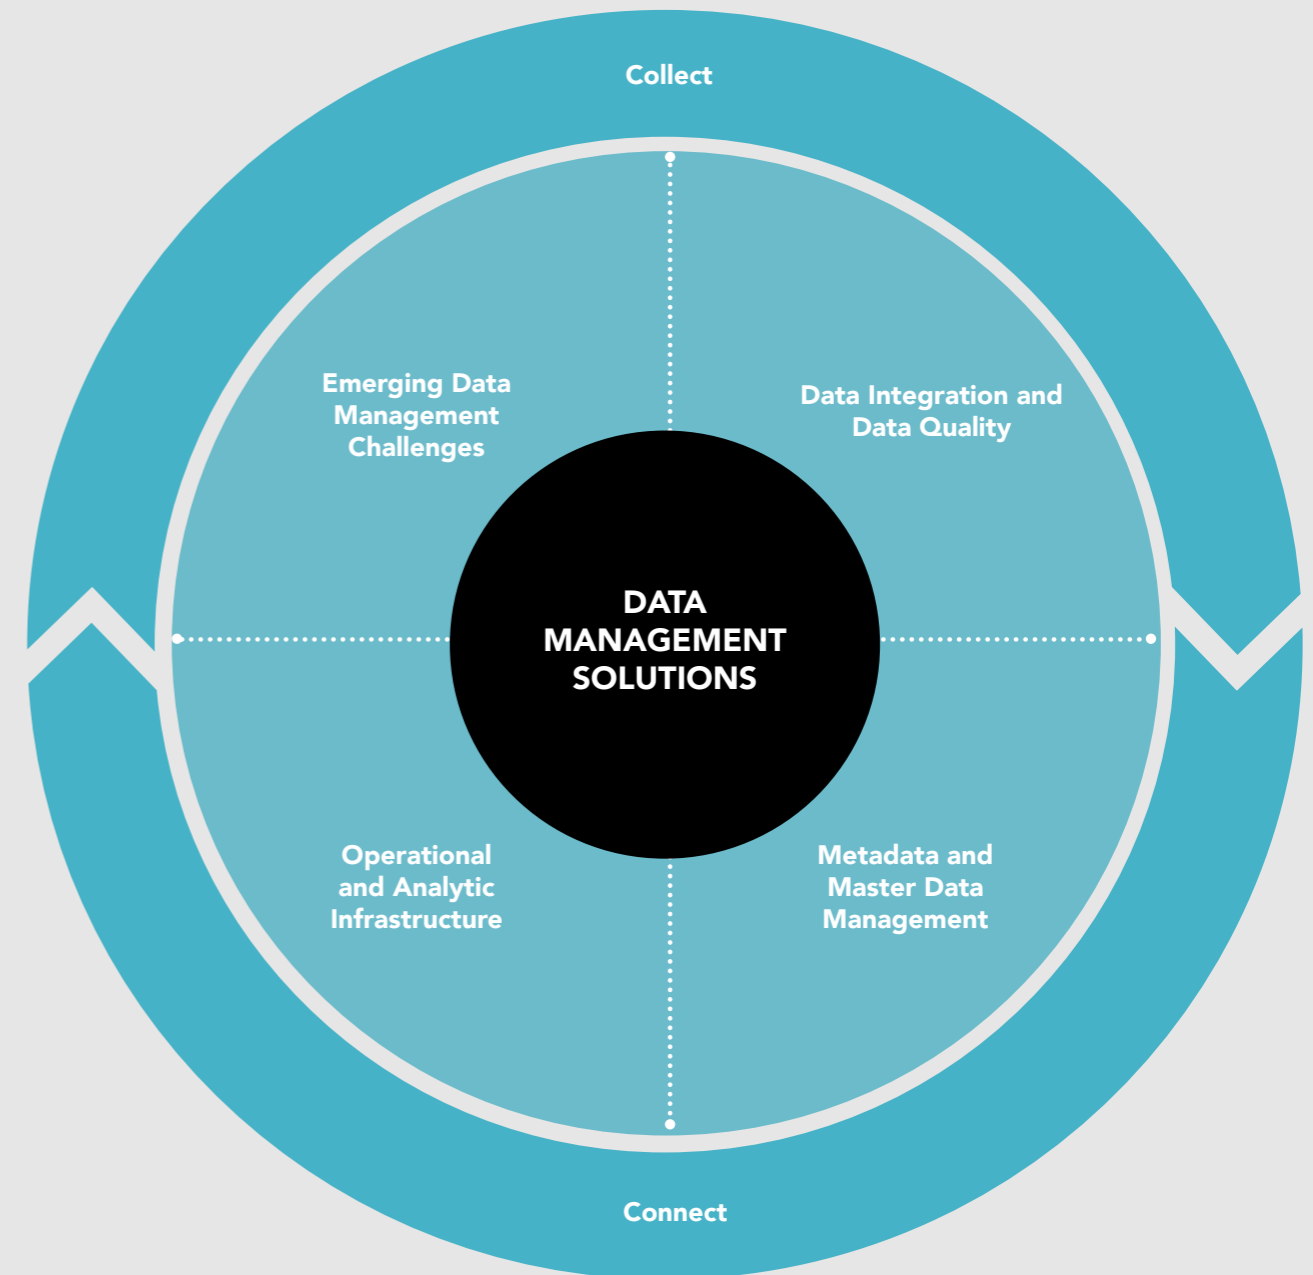 Collect
Emerging Data
Management
Challenges
Data Integration and
Data Quality
DATA
MANAGEMENT
SOLUTIONS
Operational
and Analytic
Infrastructure
Metadata and
Master Data
Management
Connect